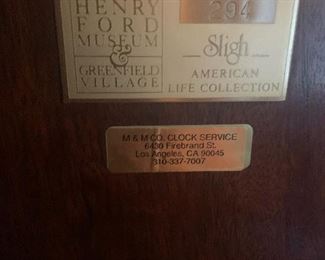 HENRY
FORD
MUSEUM
&
GREENFIELD
VILLAGE
294
Sligh
AMERICAN
LIFE COLLECTION
M & M CO. CLOCK SERVICE
6430 Firebrand St.
Los Angeles, CA 90045
310-337-7007